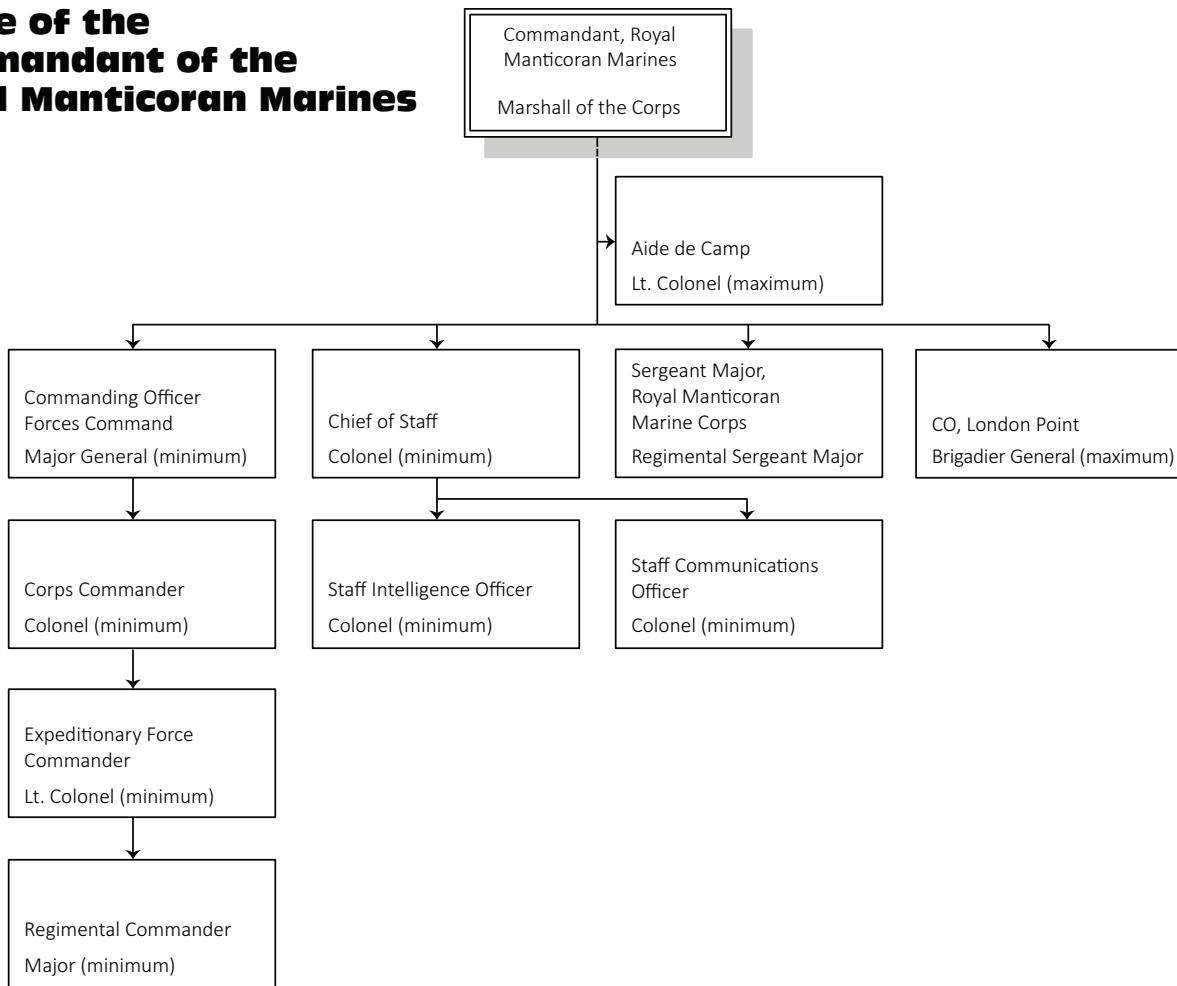 e of the
mandant of the
l Manticoran Marines
Commandant, Royal
Manticoran Marines
Marshall of the Corps
Aide de Camp
Lt. Colonel (maximum)
Commanding Officer
Forces Command
Major General (minimum)
Chief of Staff
Colonel (minimum)
Sergeant Major,
Royal Manticoran
Marine Corps
Regimental Sergeant Major
CO, London Point
Brigadier General (maximum)
Corps Commander
Colonel (minimum)
Staff Intelligence Officer
Colonel (minimum)
Staff Communications
Officer
Colonel (minimum)
Expeditionary Force
Commander
Lt. Colonel (minimum)
Regimental Commander
Major (minimum)